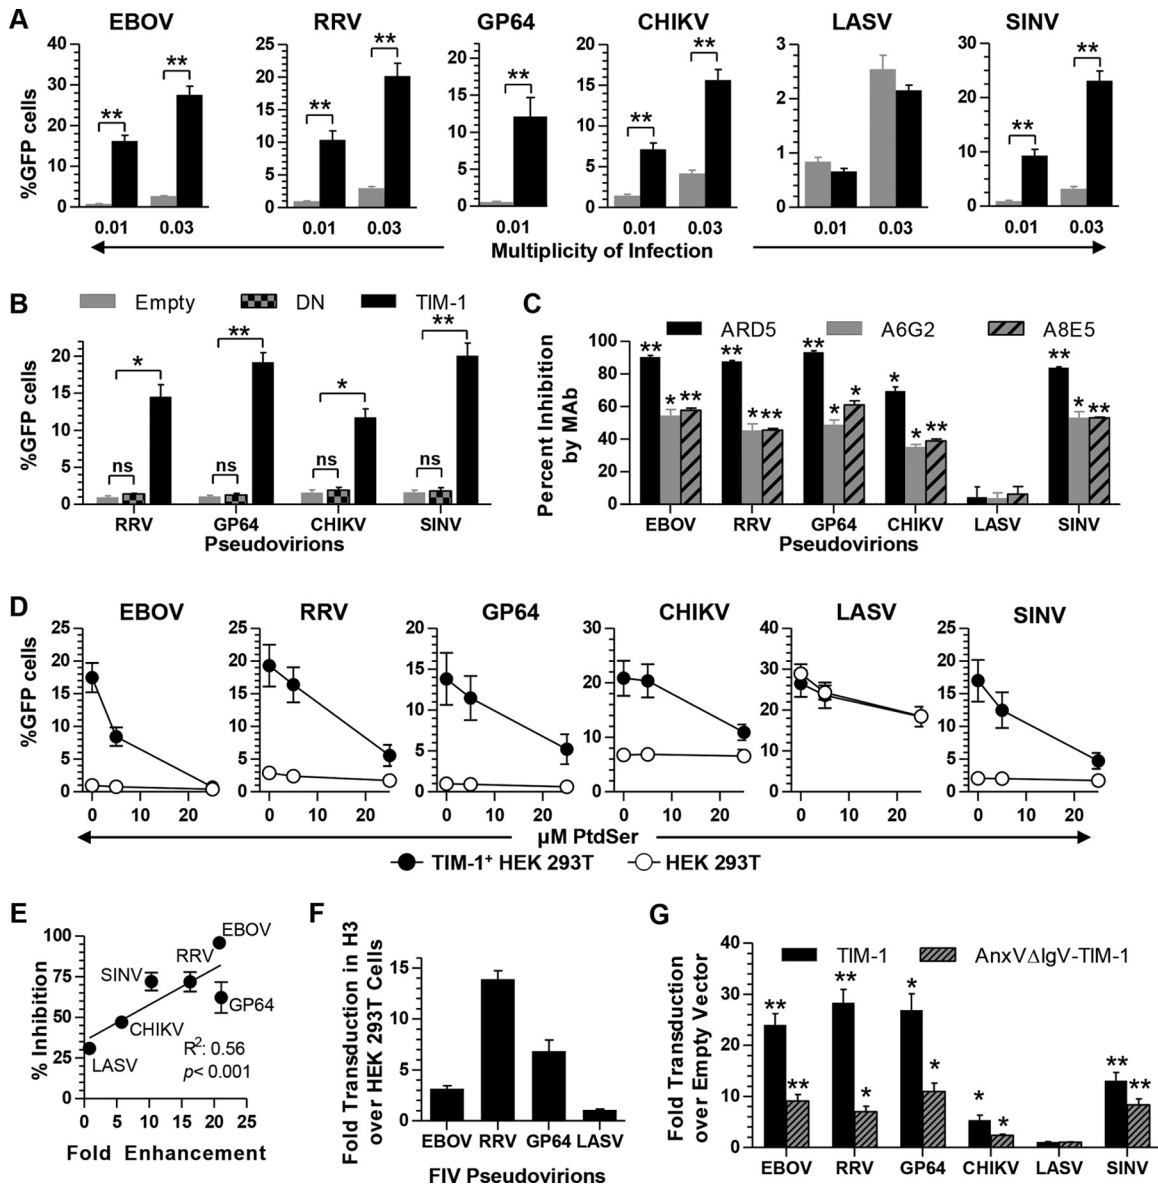 A
EBOV RRV GP64 CHIKV LASV SINV
%GFP cells
40 30 20 10 0
** **
0.01 0.03
25 20 15 10 5 0
** **
0.01 0.03
20 15 10 5 0
**
0.01
20 15 10 5 0
** **
0.01 0.03
3 2 1 0
0.01 0.03
30 20 10 0
** **
0.01 0.03
Multiplicity of Infection
B
Empty DN TIM-1
%GFP cells
20 15 10 5 0
* ** * **
ns ns ns ns
RRV GP64 CHIKV SINV
Pseudovirions
C
ARD5 A6G2 A8E5
Percent Inhibition
by MAb
100 80 60 40 20 0
** * ** ** * ** ** * * * * ** ** * **
EBOV RRV GP64 CHIKV LASV SINV
Pseudovirions
D
EBOV RRV GP64 CHIKV LASV SINV
%GFP cells
25 20 15 10 5 0
0 10 20
25 20 15 10 5 0
0 10 20
25 20 15 10 5 0
0 10 20
40 30 20 10 0
0 10 20
40 30 20 10 0
0 10 20
25 20 15 10 5 0
0 10 20
µM PtdSer
TIM-1⁺ HEK 293T HEK 293T
E
% Inhibition
100 75 50 25 0
EBOV
RRV
SINV
GP64
CHIKV
LASV
R²: 0.56
p< 0.001
0 5 10 15 20 25
Fold Enhancement
F
Fold Transduction in H3
over HEK 293T Cells
15 10 5 0
EBOV RRV GP64 LASV
FIV Pseudovirions
G
TIM-1 AnxVΔIgV-TIM-1
Fold Transduction
over Empty Vector
40 30 20 10 0
** ** ** * * * * * ** **
EBOV RRV GP64 CHIKV LASV SINV